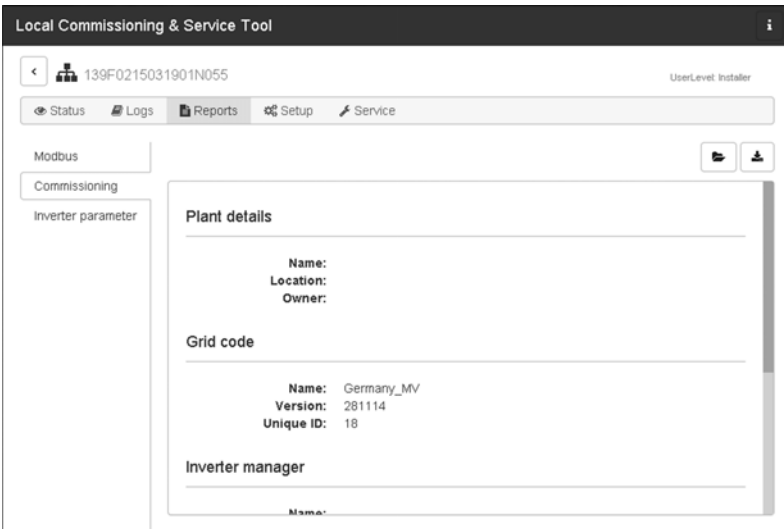 Local Commissioning & Service Tool
i
139F0215031901N055
UserLevel: Installer
Status Logs Reports Setup Service
Modbus
Commissioning
Inverter parameter
Plant details
Name:
Location:
Owner:
Grid code
Name: Germany_MV
Version: 281114
Unique ID: 18
Inverter manager
Name: